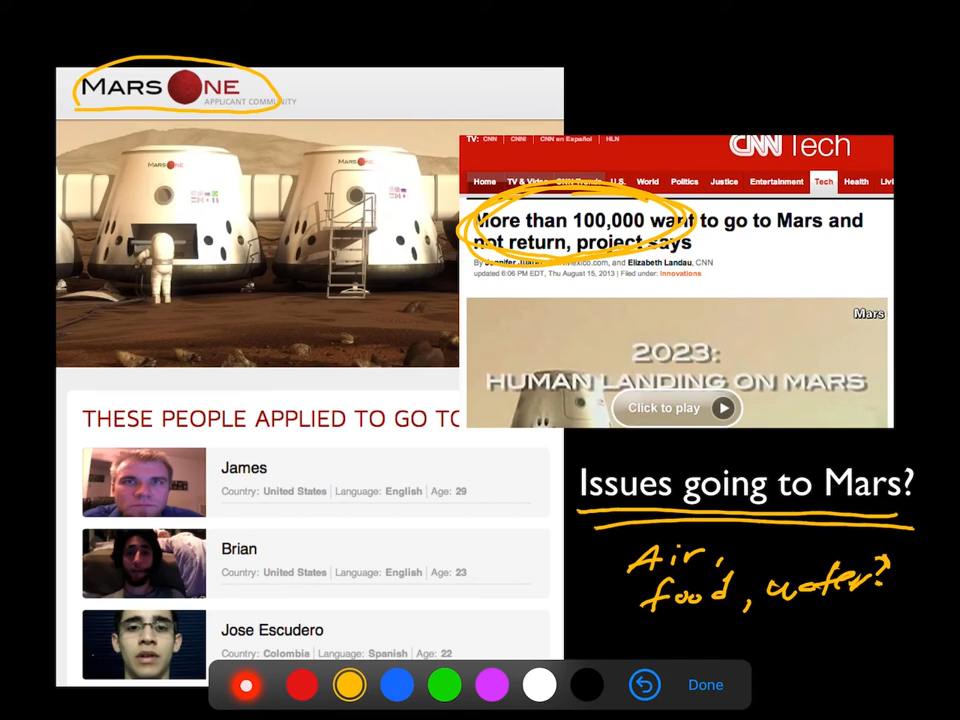 MARS ONE
APPLICANT COMMUNITY
MARS ONE
MARS ONE
THESE PEOPLE APPLIED TO GO TO
James
Country: United States | Language: English | Age: 29
Brian
Country: United States | Language: English | Age: 23
Jose Escudero
Country: Colombia | Language: Spanish | Age: 22
TV: CNN CNNI CNN en Español HLN
CNN Tech
Home TV & Video CNN Trends U.S. World Politics Justice Entertainment Tech Health Livi
More than 100,000 want to go to Mars and
not return, project says
By Jennifer and Elizabeth Landau, CNN
updated 6:06 PM EDT, Thu August 15, 2013 | Filed under: Innovations
Mars
2023:
HUMAN LANDING ON MARS
Click to play
Issues going to Mars?
Air,
food, water?
Done